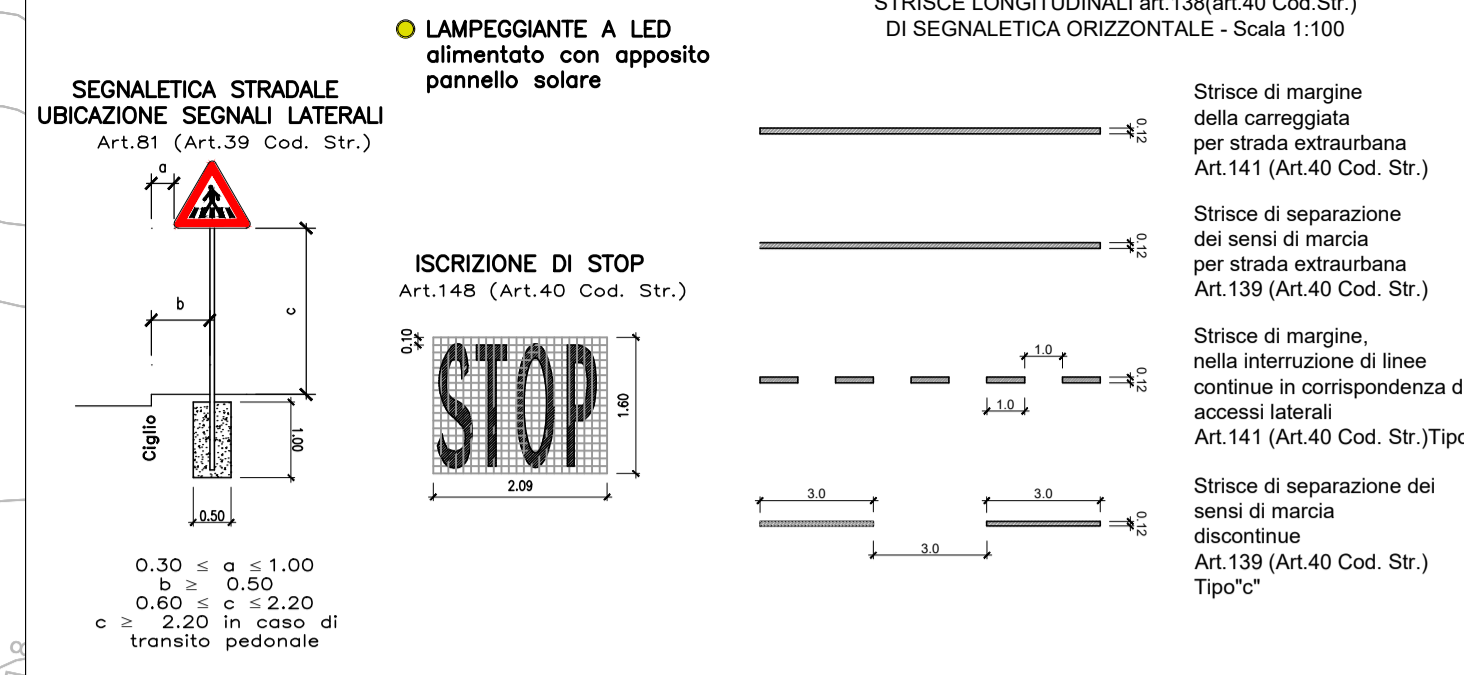 LAMPEGGIANTE A LED
alimentato con apposito
pannello solare
SEGNALETICA STRADALE
UBICAZIONE SEGNALI LATERALI
Art.81 (Art.39 Cod. Str.)
a
b
c
Ciglio
1.00
0.50
0.30 ≤ a ≤1.00
b ≥ 0.50
0.60 ≤ c ≤2.20
c ≥ 2.20 in caso di
transito pedonale
ISCRIZIONE DI STOP
Art.148 (Art.40 Cod. Str.)
0.10
STOP
1.60
2.09
STRISCE LONGITUDINALI art.138(art.40 Cod.Str.)
DI SEGNALETICA ORIZZONTALE - Scala 1:100
0.12
Strisce di margine
della carreggiata
per strada extraurbana
Art.141 (Art.40 Cod. Str.)
0.12
Strisce di separazione
dei sensi di marcia
per strada extraurbana
Art.139 (Art.40 Cod. Str.)
1.0
1.0
0.12
Strisce di margine,
nella interruzione di linee
continue in corrispondenza d
accessi laterali
Art.141 (Art.40 Cod. Str.)Tipo
3.0
3.0
3.0
0.12
Strisce di separazione dei
sensi di marcia
discontinue
Art.139 (Art.40 Cod. Str.)
Tipo"c"